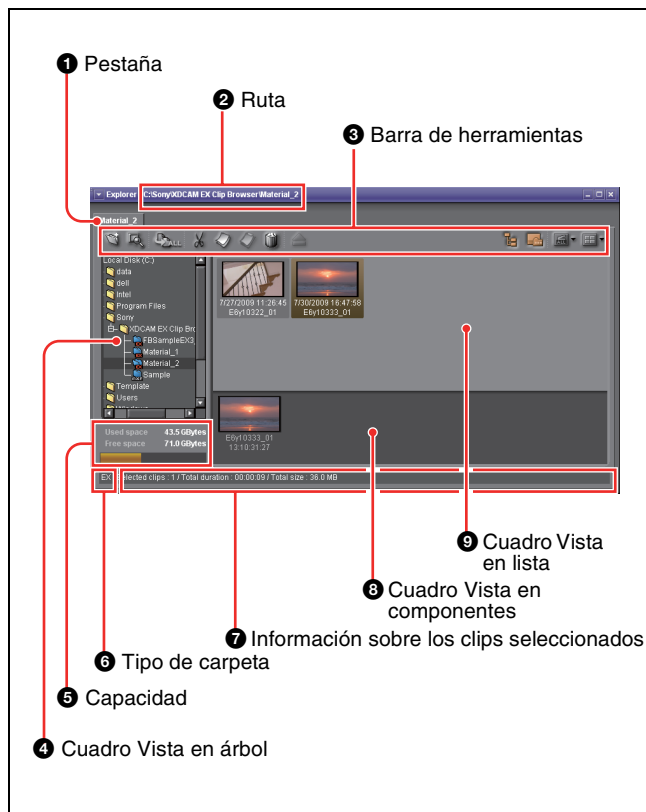 1 Pestaña
2 Ruta
3 Barra de herramientas
Explorer C:\Sony\XDCAM EX Clip Browser\Material_2
Material_2
ALL
Local Disk (C:)
data
dell
Intel
Program Files
Sony
XDCAM EX Clip Bro
FBSampleEX3_
Material_1
Material_2
Sample
Template
Users
7/27/2009 11:26:45
E6y10322_01
7/30/2009 16:47:58
E6y10333_01
Used space 43.5 GBytes
Free space 71.0 GBytes
E6y10333_01
13:10:31:27
EX
elected clips : 1 / Total duration : 00:00:09 / Total size : 36.0 MB
9 Cuadro Vista
en lista
8 Cuadro Vista en
componentes
7 Información sobre los clips seleccionados
6 Tipo de carpeta
5 Capacidad
4 Cuadro Vista en árbol